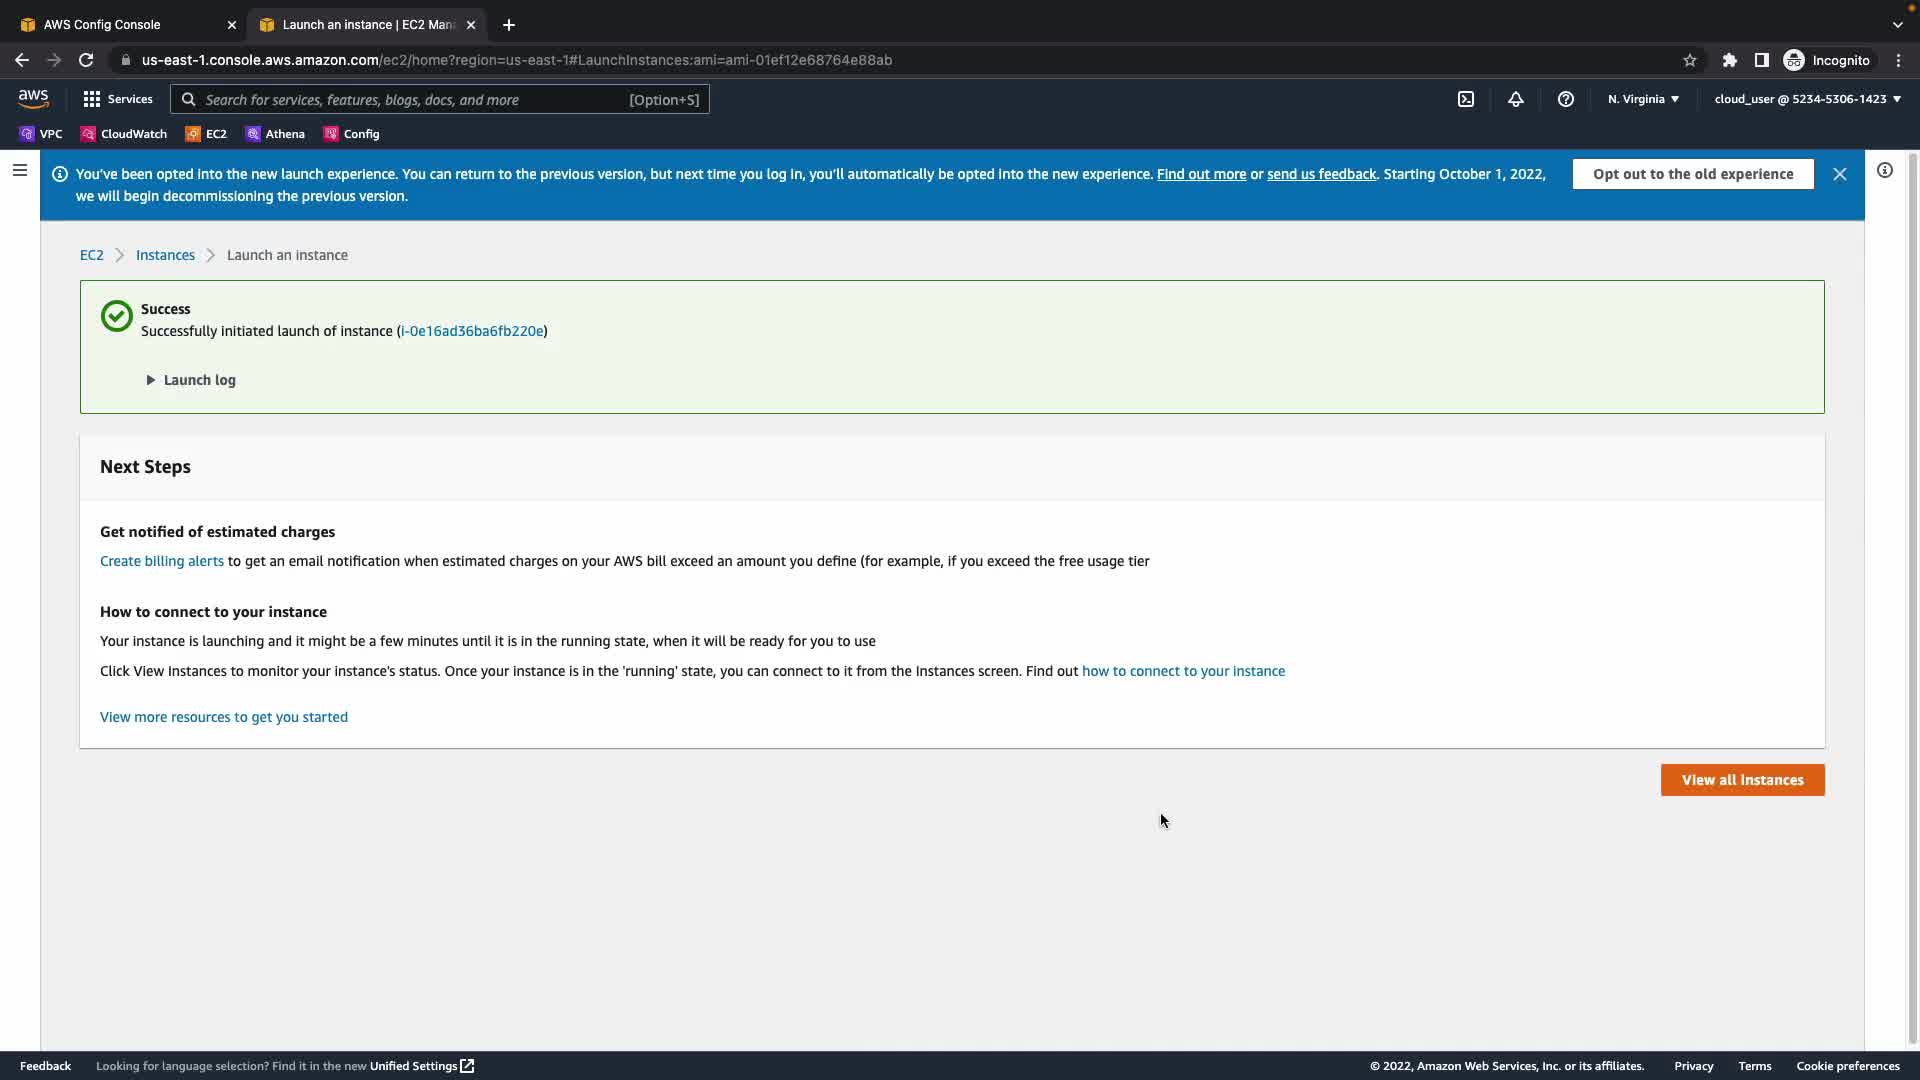 AWS Config Console
Launch an instance | EC2 Man
us-east-1.console.aws.amazon.com/ec2/home?region=us-east-1#LaunchInstances:ami=ami-01ef12e68764e88ab
Incognito
aws
Services
Search for services, features, blogs, docs, and more
[Option+S]
N. Virginia
cloud_user @ 5234-5306-1423
VPC
CloudWatch
EC2
Athena
Config
You've been opted into the new launch experience. You can return to the previous version, but next time you log in, you'll automatically be opted into the new experience. Find out more or send us feedback. Starting October 1, 2022,
we will begin decommissioning the previous version.
Opt out to the old experience
EC2
Instances
Launch an instance
Success
Successfully initiated launch of instance (i-0e16ad36ba6fb220e)
Launch log
Next Steps
Get notified of estimated charges
Create billing alerts to get an email notification when estimated charges on your AWS bill exceed an amount you define (for example, if you exceed the free usage tier
How to connect to your instance
Your instance is launching and it might be a few minutes until it is in the running state, when it will be ready for you to use
Click View Instances to monitor your instance's status. Once your instance is in the 'running' state, you can connect to it from the Instances screen. Find out how to connect to your instance
View more resources to get you started
View all instances
Feedback
Looking for language selection? Find it in the new Unified Settings
© 2022, Amazon Web Services, Inc. or its affiliates.
Privacy
Terms
Cookie preferences